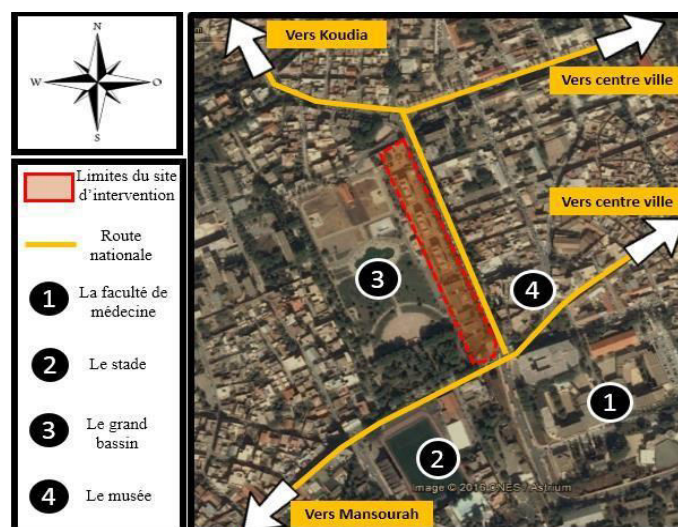 N
W
O
S
Limites du site
d'intervention
Route
nationale
1
La faculté de
médecine
2
Le stade
3
Le grand
bassin
4
Le musée
Vers Koudia
Vers centre ville
Vers centre ville
3
4
1
2
mage © 2016 CNES / Astrium
Vers Mansourah